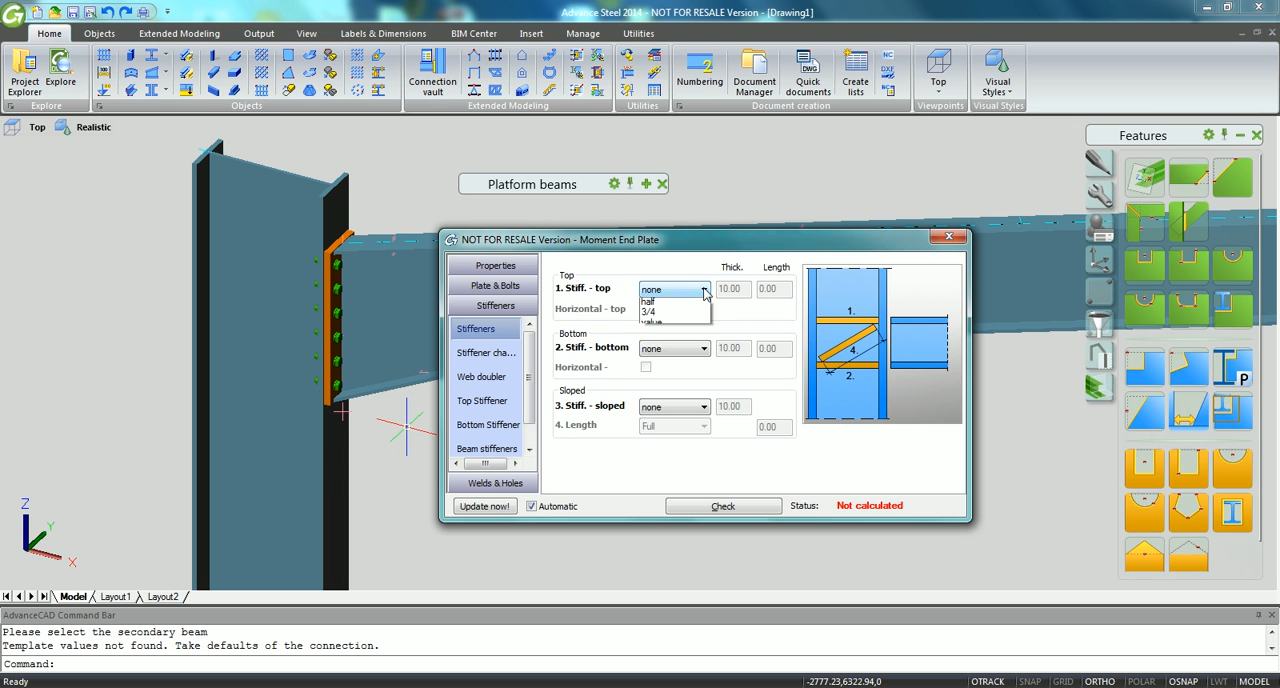 Advance Steel 2014 - NOT FOR RESALE Version - [Drawing1]
Home Objects Extended Modeling Output View Labels & Dimensions BIM Center Insert Manage Utilities
Project Explorer
Explore
Connection vault
Numbering
Document Manager
Quick documents
Create lists
NC
DXF
NC
Top
Visual Styles
Explore Objects Extended Modeling Utilities Document creation Viewpoints Visual Styles
Top Realistic
Features
Platform beams
NOT FOR RESALE Version - Moment End Plate
Properties
Plate & Bolts
Stiffeners
Stiffeners
Stiffener cha...
Web doubler
Top Stiffener
Bottom Stiffener
Beam stiffeners
Welds & Holes
Thick. Length
Top
1. Stiff. - top none 10.00 0.00
half
3/4
value
Horizontal - top
Bottom
2. Stiff. - bottom none 10.00 0.00
Horizontal -
Sloped
3. Stiff. - sloped none 10.00
4. Length Full 0.00
1.
4.
2.
Update now! Automatic Check Status: Not calculated
P
Z
Y
X
Model Layout1 Layout2
AdvanceCAD Command Bar
Please select the secondary beam
Template values not found. Take defaults of the connection.
Command:
Ready -2777.23,6322.94,0 OTRACK SNAP GRID ORTHO POLAR OSNAP LWT MODEL